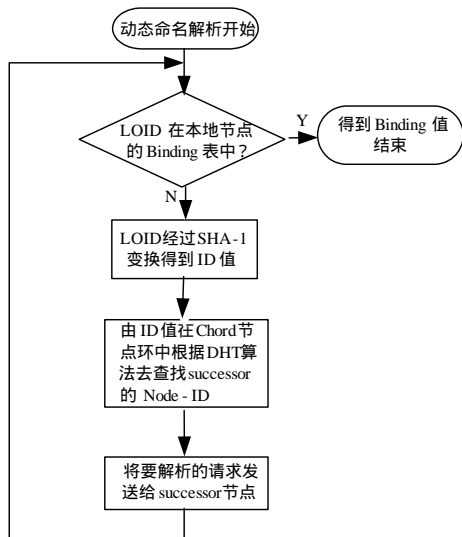 动态命名解析开始
LOID 在本地节点
的 Binding 表中？
Y
得到 Binding 值
结束
N
LOID经过SHA-1
变换得到 ID 值
由 ID值在Chord节
点环中根据DHT算
法去查找successor
的 Node - ID
将要解析的请求发
送给 successor节点